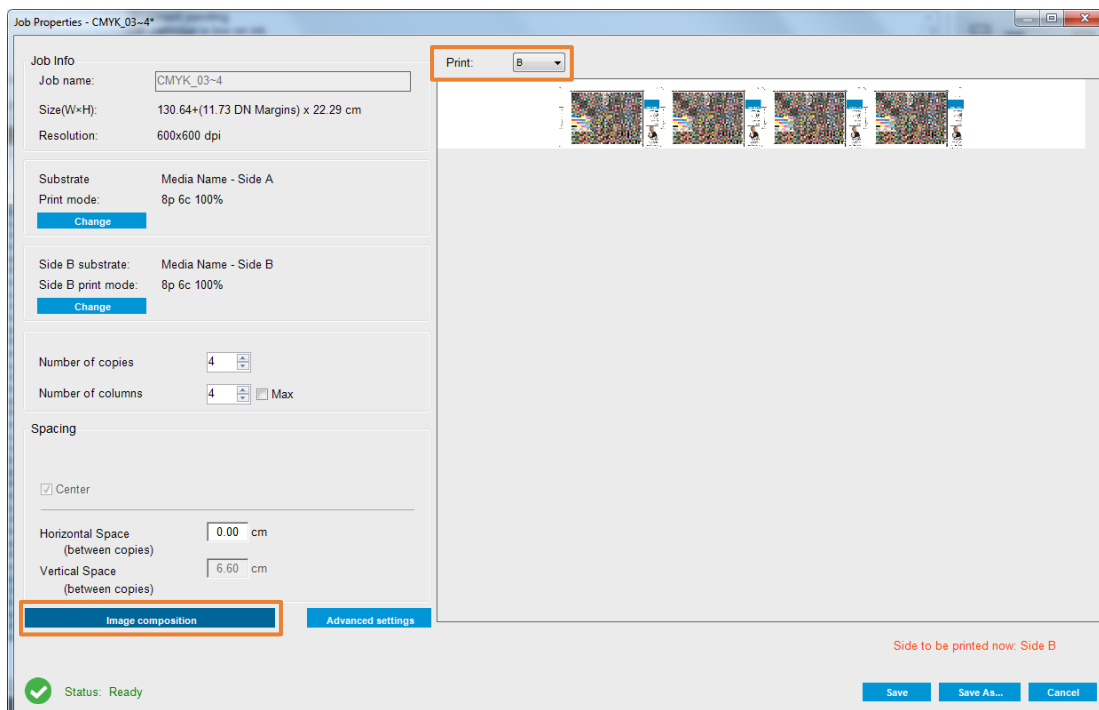 Job Properties - CMYK_03~4*
Job Info
Job name: CMYK_03~4
Size(W×H): 130.64+(11.73 DN Margins) x 22.29 cm
Resolution: 600x600 dpi
Substrate Media Name - Side A
Print mode: 8p 6c 100%
Change
Side B substrate: Media Name - Side B
Side B print mode: 8p 6c 100%
Change
Number of copies 4
Number of columns 4 Max
Spacing
Center
Horizontal Space 0.00 cm
(between copies)
Vertical Space 6.60 cm
(between copies)
Image composition Advanced settings
Status: Ready
Print: B
Side to be printed now: Side B
Save Save As... Cancel